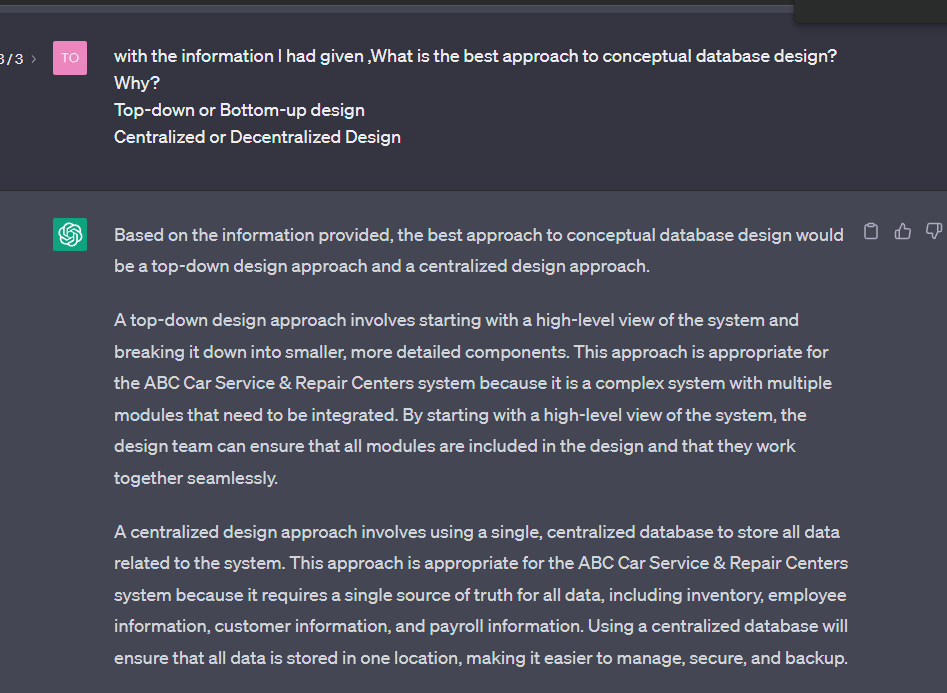 3/3 >
TO
with the information I had given ,What is the best approach to conceptual database design?
Why?
Top-down or Bottom-up design
Centralized or Decentralized Design
Based on the information provided, the best approach to conceptual database design would
be a top-down design approach and a centralized design approach.
A top-down design approach involves starting with a high-level view of the system and
breaking it down into smaller, more detailed components. This approach is appropriate for
the ABC Car Service & Repair Centers system because it is a complex system with multiple
modules that need to be integrated. By starting with a high-level view of the system, the
design team can ensure that all modules are included in the design and that they work
together seamlessly.
A centralized design approach involves using a single, centralized database to store all data
related to the system. This approach is appropriate for the ABC Car Service & Repair Centers
system because it requires a single source of truth for all data, including inventory, employee
information, customer information, and payroll information. Using a centralized database will
ensure that all data is stored in one location, making it easier to manage, secure, and backup.